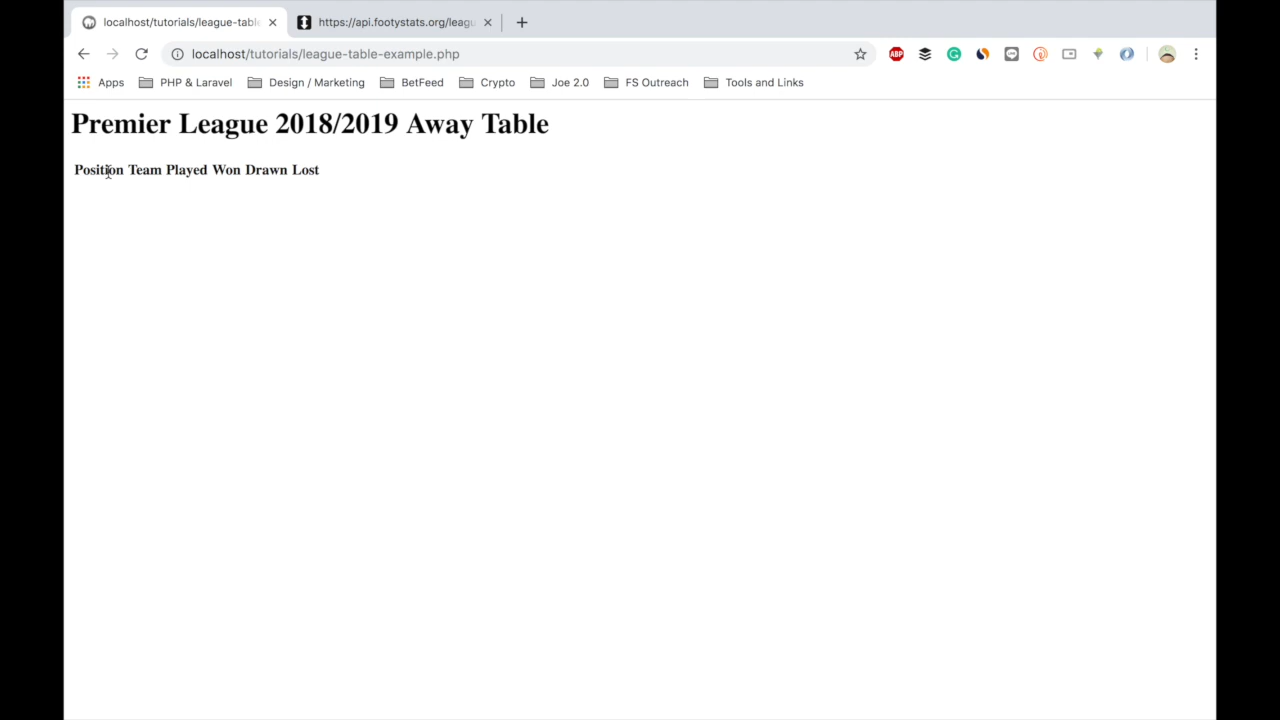 localhost/tutorials/league-table
https://api.footystats.org/leagu
localhost/tutorials/league-table-example.php
ABP
Apps PHP & Laravel Design / Marketing BetFeed Crypto Joe 2.0 FS Outreach Tools and Links
Premier League 2018/2019 Away Table
Position Team Played Won Drawn Lost